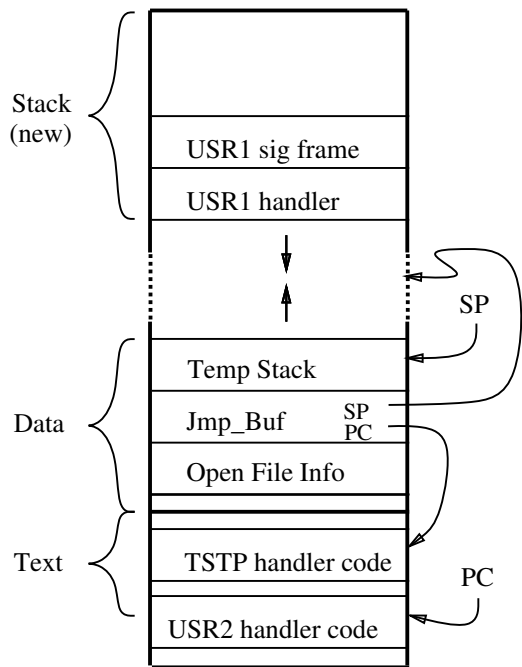 Stack
(new)
USR1 sig frame
USR1 handler
SP
Temp Stack
Data
Jmp_Buf
SP
PC
Open File Info
Text
TSTP handler code
PC
USR2 handler code